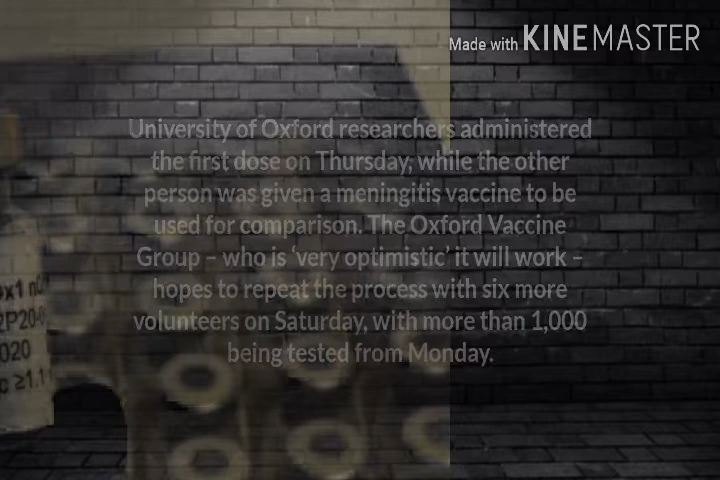 Made with KINEMASTER
University of Oxford researchers administered
the first dose on Thursday, while the other
person was given a meningitis vaccine to be
used for comparison. The Oxford Vaccine
Group – who is ‘very optimistic’ it will work –
hopes to repeat the process with six more
volunteers on Saturday, with more than 1,000
being tested from Monday.
020